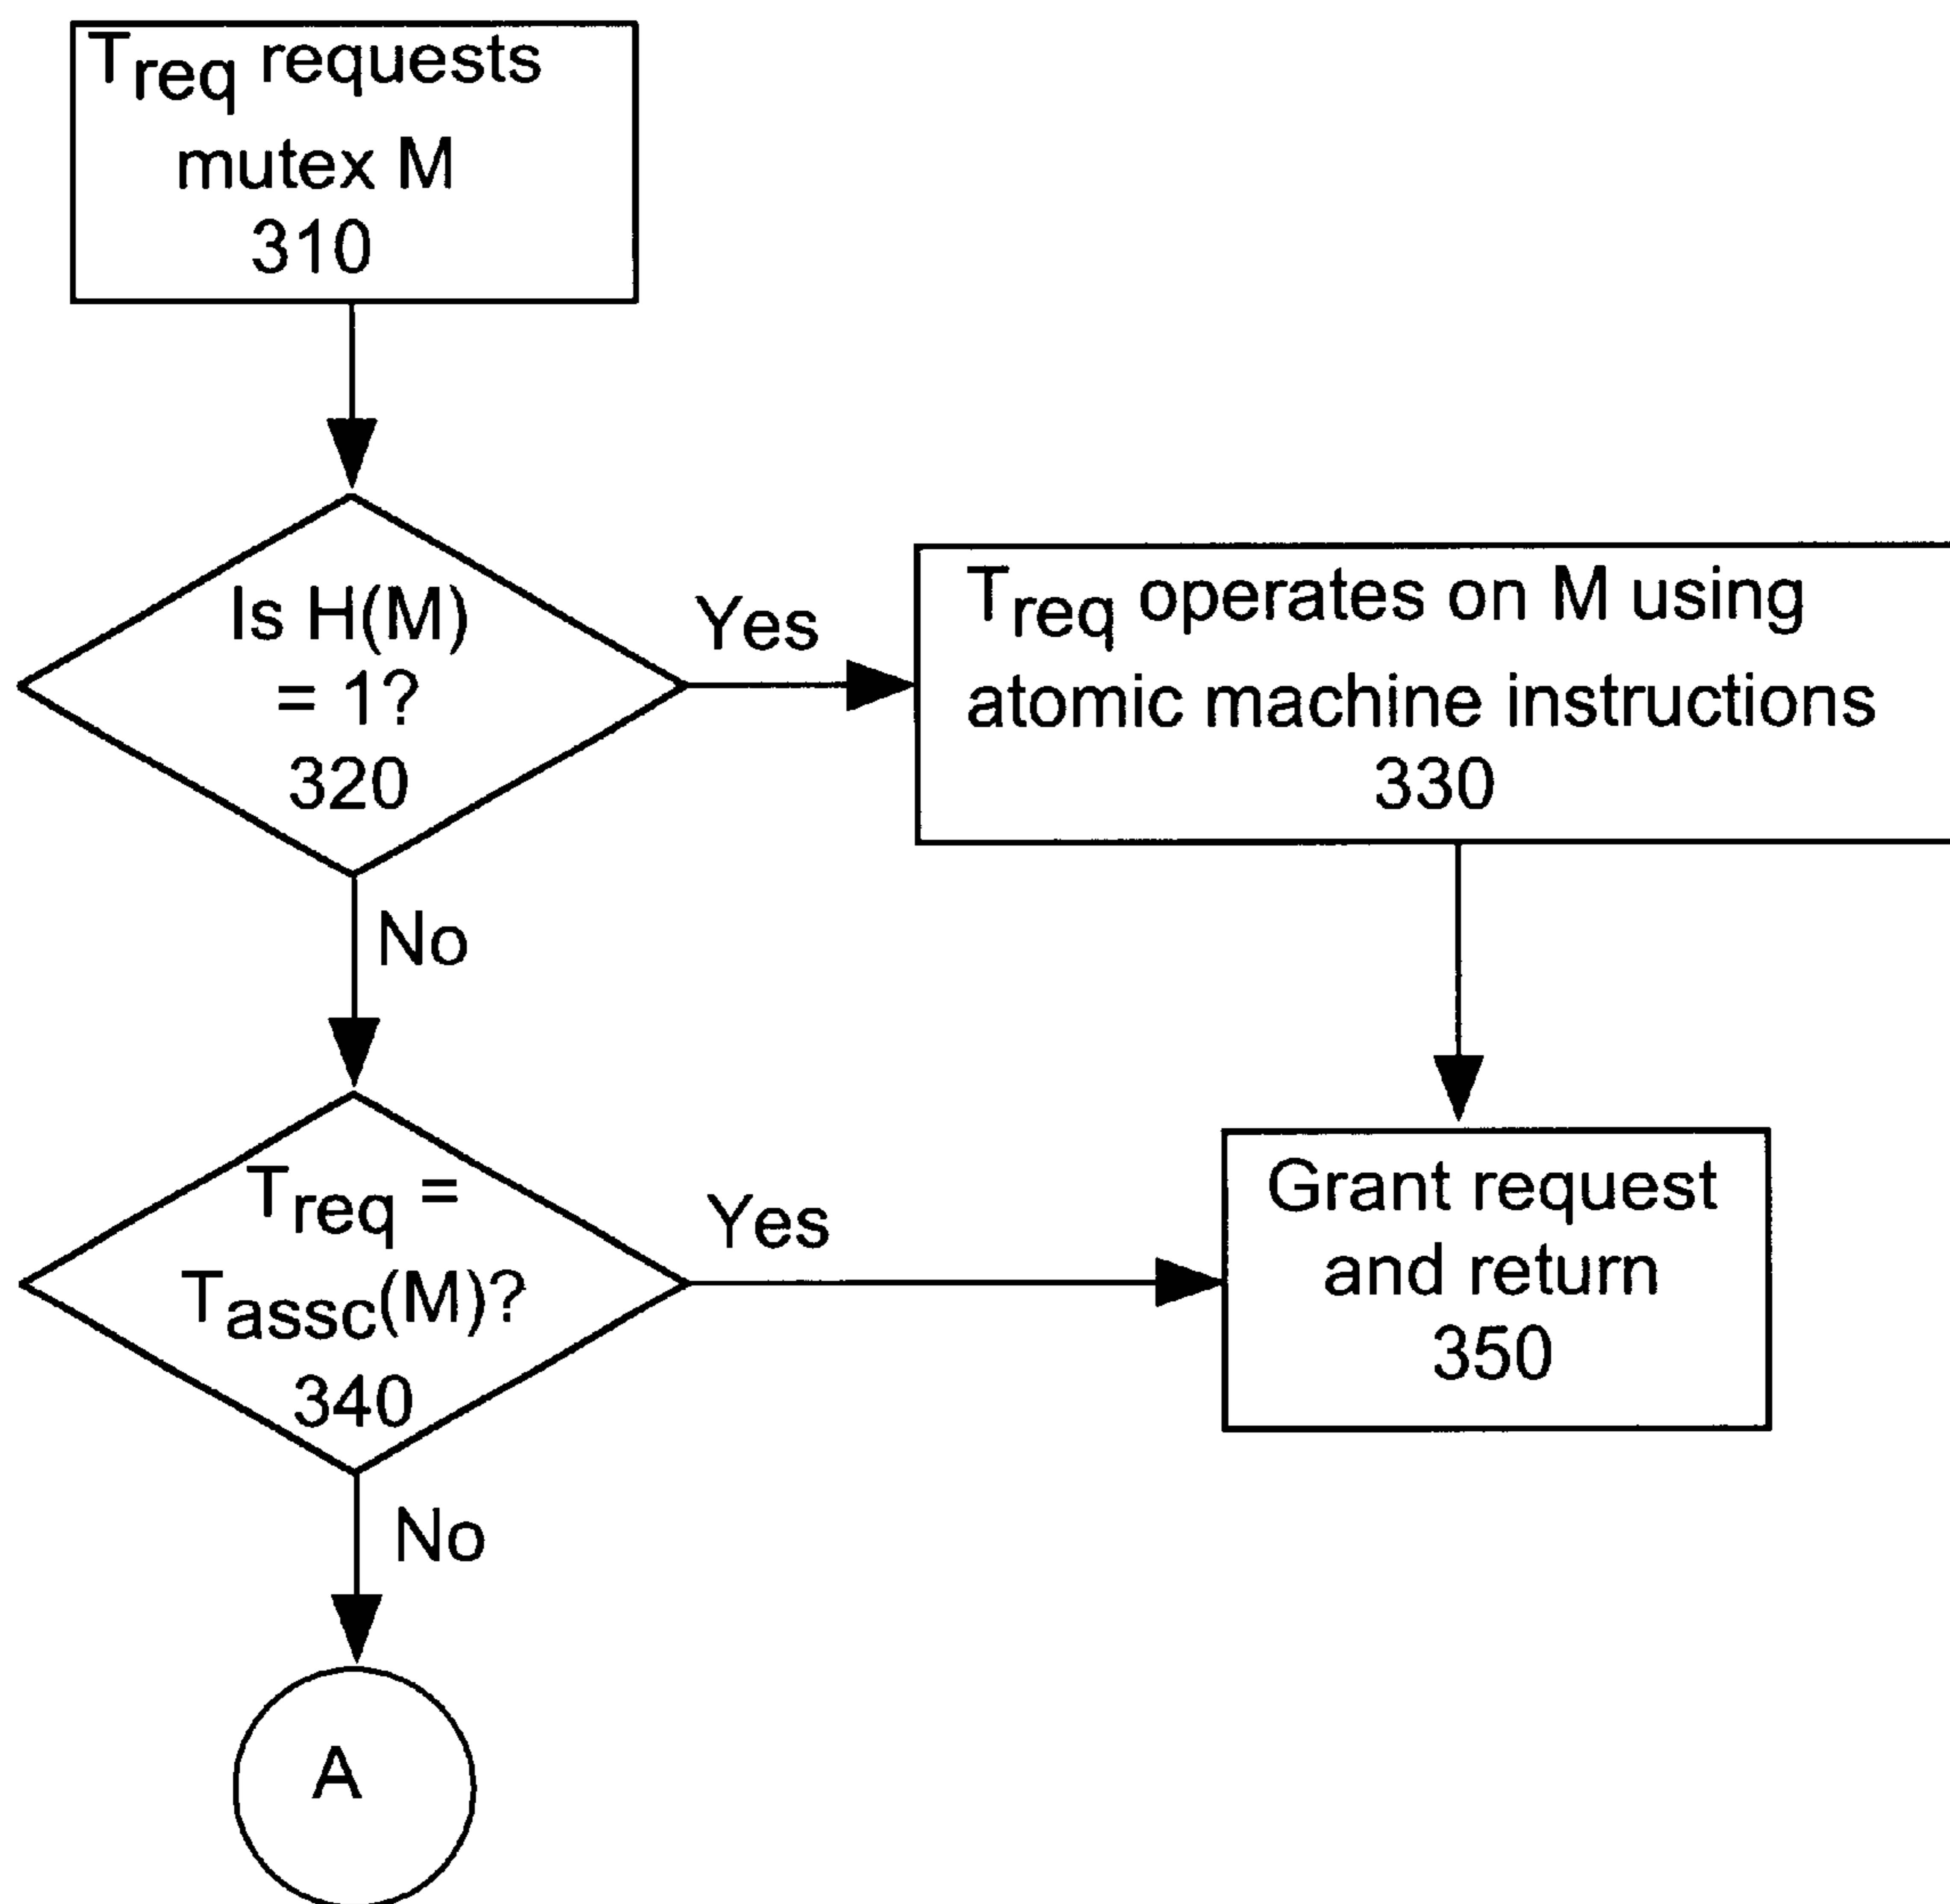 Treq requests
mutex M
310
Is H(M)
= 1?
320
Yes
Treq operates on M using
atomic machine instructions
330
No
Treq =
Tassc(M)?
340
Yes
Grant request
and return
350
No
A